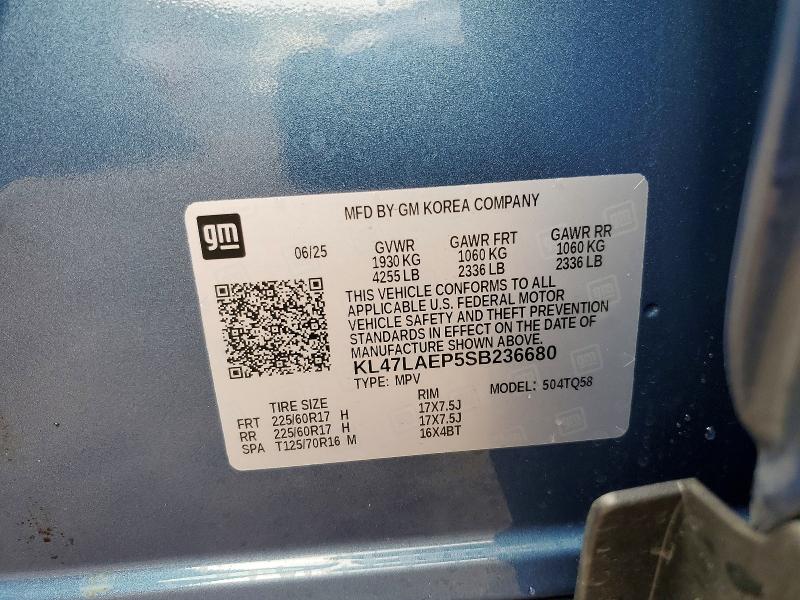 gm
MFD BY GM KOREA COMPANY
06/25
GVWR
1930 KG
4255 LB
GAWR FRT
1060 KG
2336 LB
GAWR RR
1060 KG
2336 LB
THIS VEHICLE CONFORMS TO ALL
APPLICABLE U.S. FEDERAL MOTOR
VEHICLE SAFETY AND THEFT PREVENTION
STANDARDS IN EFFECT ON THE DATE OF
MANUFACTURE SHOWN ABOVE.
KL47LAEP5SB236680
TYPE: MPV
MODEL: 504TQ58
TIRE SIZE RIM
FRT 225/60R17 H 17X7.5J
RR 225/60R17 H 17X7.5J
SPA T125/70R16 M 16X4BT